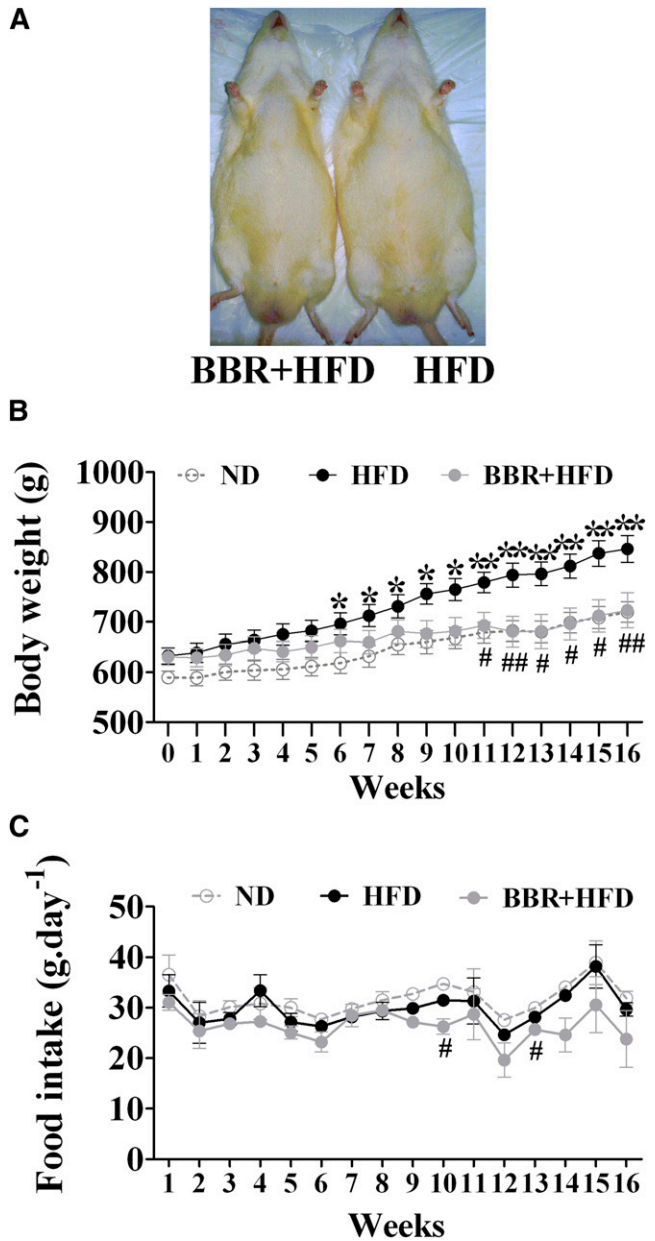 A
BBR+HFD HFD
B
Body weight (g)
ND HFD BBR+HFD
1000
900
800
700
600
500
* * * * * ** ** ** ** ** **
# ## # # # ##
0 1 2 3 4 5 6 7 8 9 10 11 12 13 14 15 16
Weeks
C
Food intake (g.day-1)
ND HFD BBR+HFD
50
40
30
20
10
0
# #
1 2 3 4 5 6 7 8 9 10 11 12 13 14 15 16
Weeks